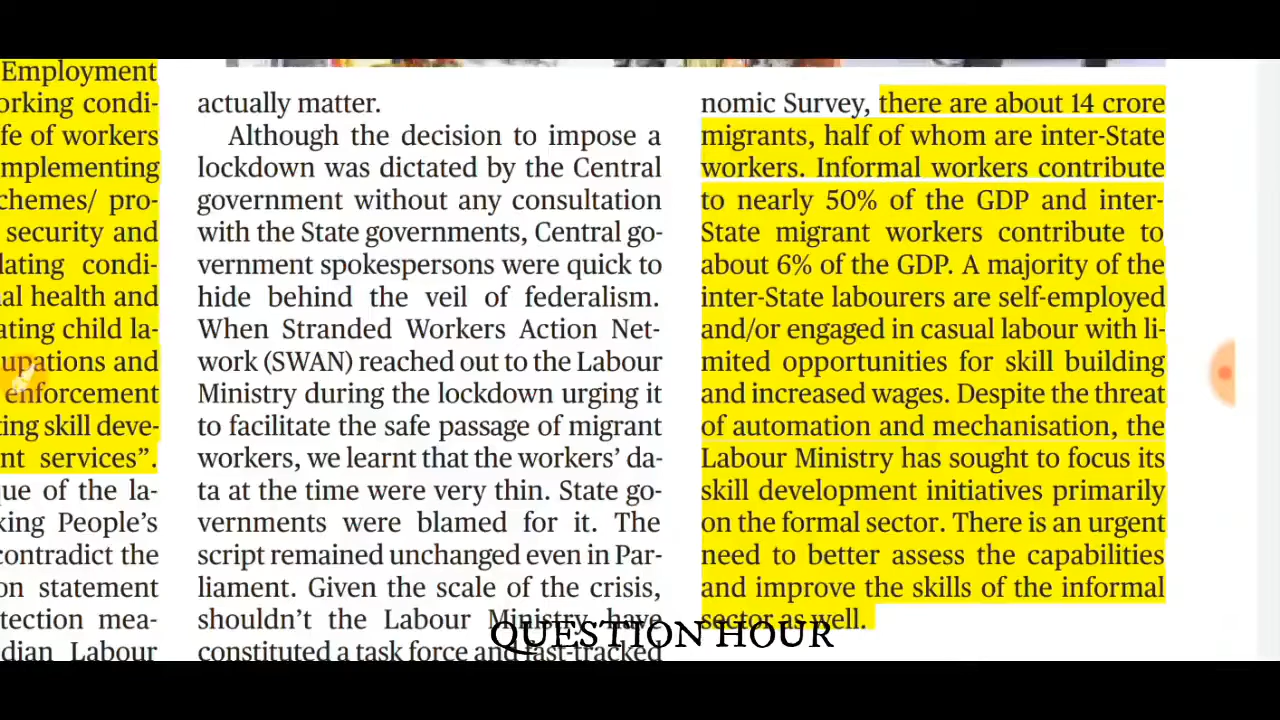 Employment
orking condi-
fe of workers
mplementing
chemes/ pro-
security and
lating condi-
al health and
ating child la-
upations and
enforcement
ting skill deve-
nt services”.
ue of the la-
king People’s
contradict the
on statement
tection mea-
dian Labour
actually matter.
Although the decision to impose a
lockdown was dictated by the Central
government without any consultation
with the State governments, Central go-
vernment spokespersons were quick to
hide behind the veil of federalism.
When Stranded Workers Action Net-
work (SWAN) reached out to the Labour
Ministry during the lockdown urging it
to facilitate the safe passage of migrant
workers, we learnt that the workers’ da-
ta at the time were very thin. State go-
vernments were blamed for it. The
script remained unchanged even in Par-
liament. Given the scale of the crisis,
shouldn’t the Labour Ministry have
constituted a task force and fast-tracked
nomic Survey, there are about 14 crore
migrants, half of whom are inter-State
workers. Informal workers contribute
to nearly 50% of the GDP and inter-
State migrant workers contribute to
about 6% of the GDP. A majority of the
inter-State labourers are self-employed
and/or engaged in casual labour with li-
mited opportunities for skill building
and increased wages. Despite the threat
of automation and mechanisation, the
Labour Ministry has sought to focus its
skill development initiatives primarily
on the formal sector. There is an urgent
need to better assess the capabilities
and improve the skills of the informal
sector as well.
QUESTION HOUR